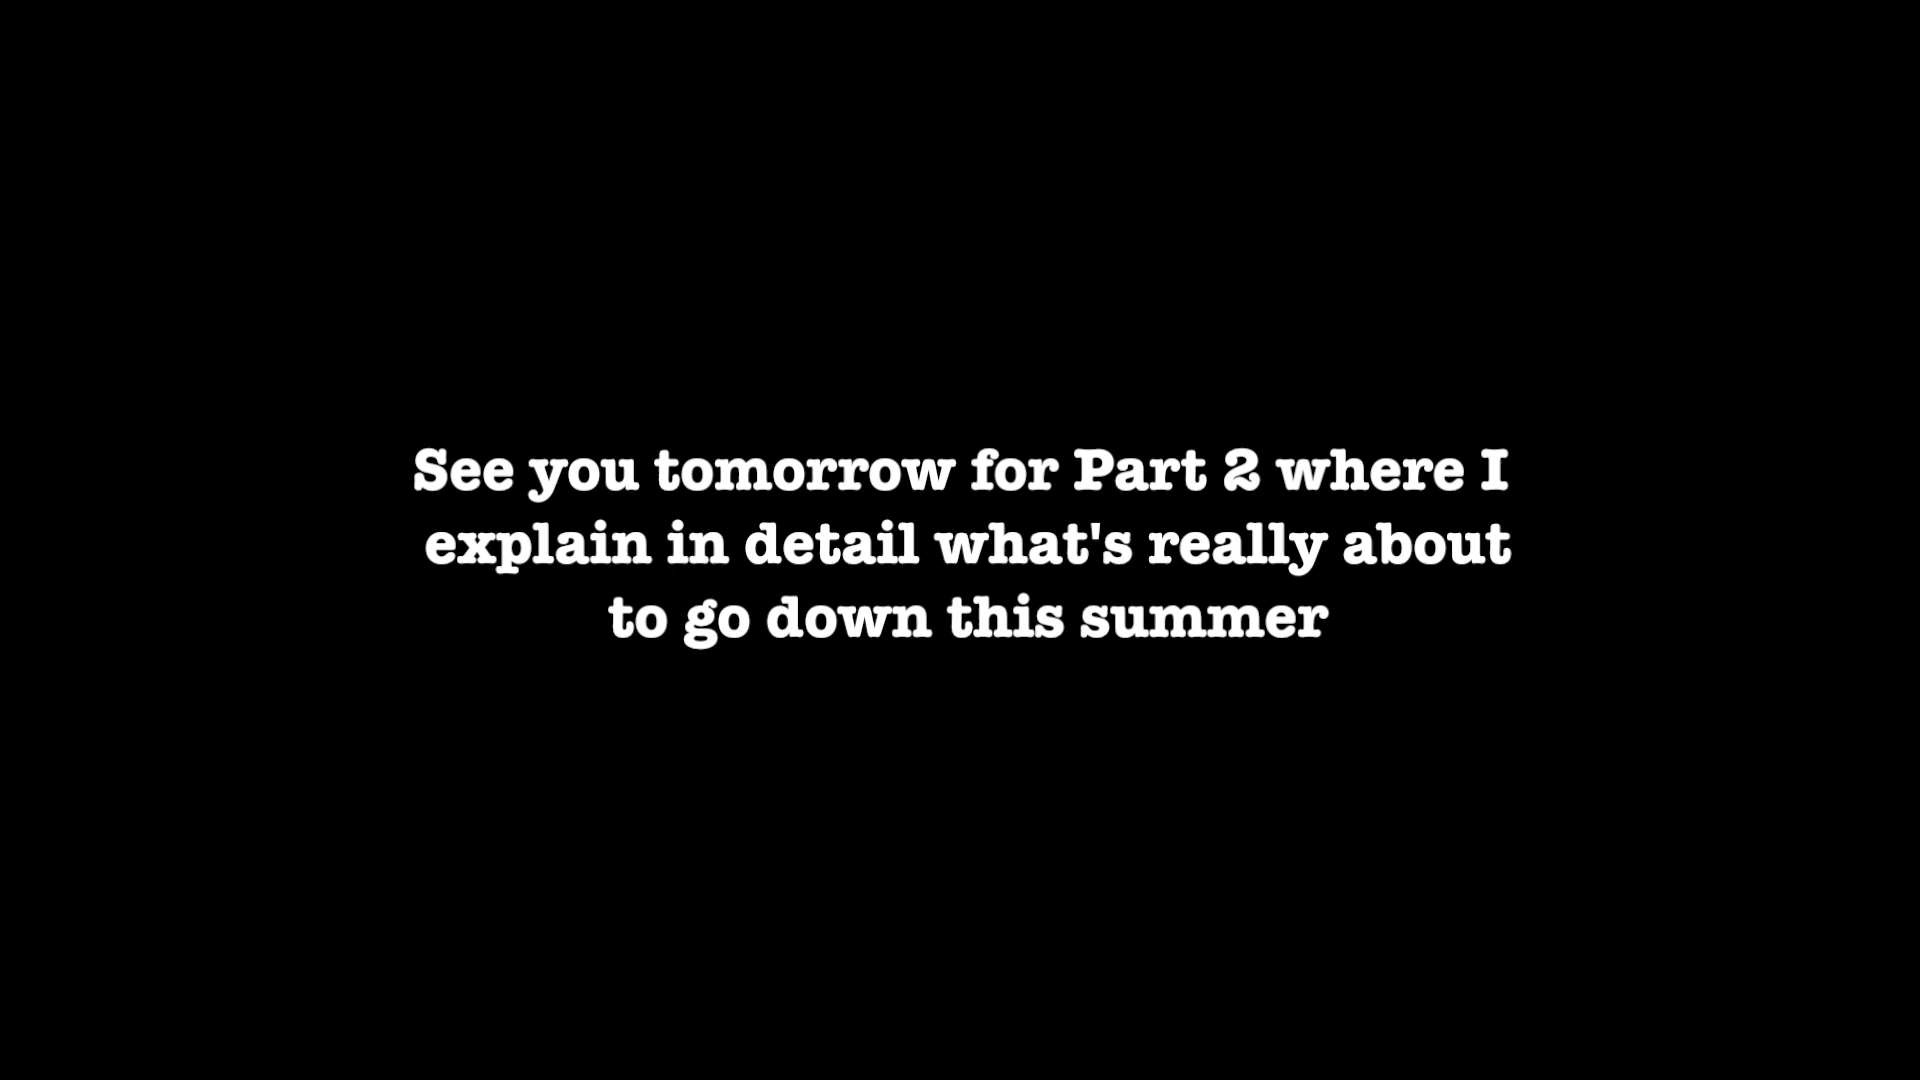 See you tomorrow for Part 2 where I
explain in detail what's really about
to go down this summer